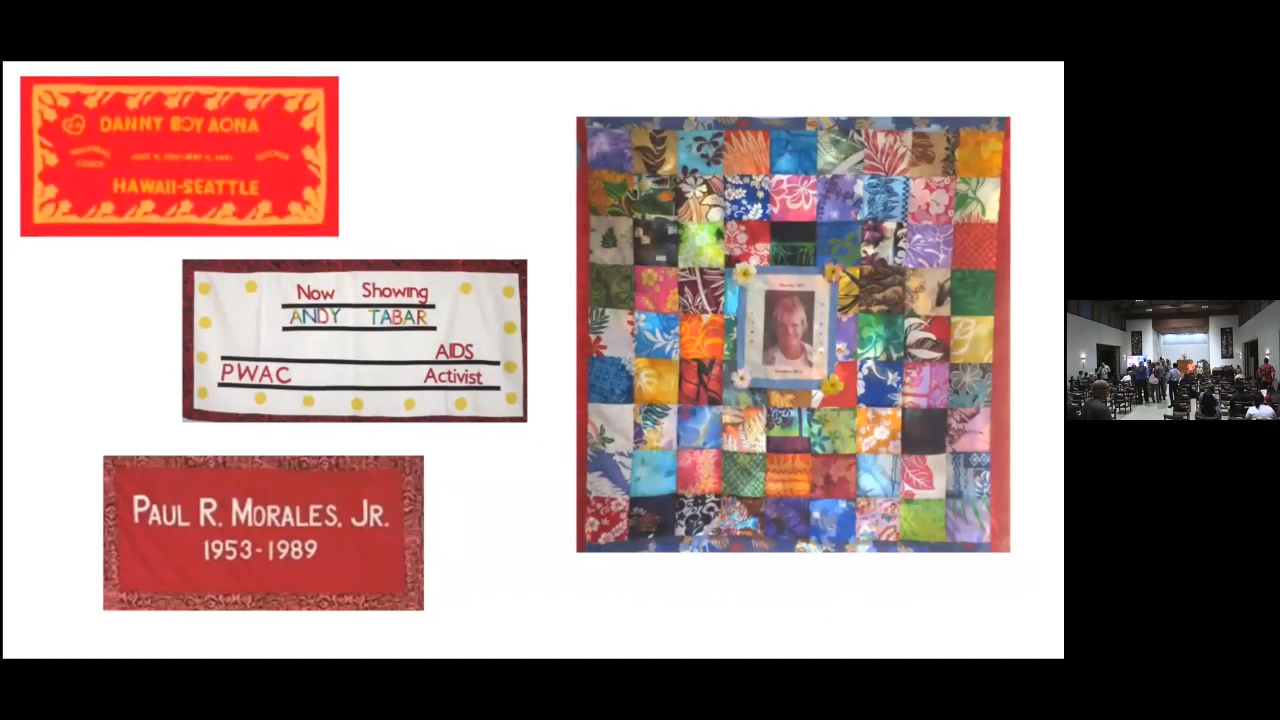 DANNY BOY AONA
HAWAII-SEATTLE
Now Showing
ANDY TABAR
AIDS
PWAC Activist
PAUL R. MORALES, JR.
1953-1989